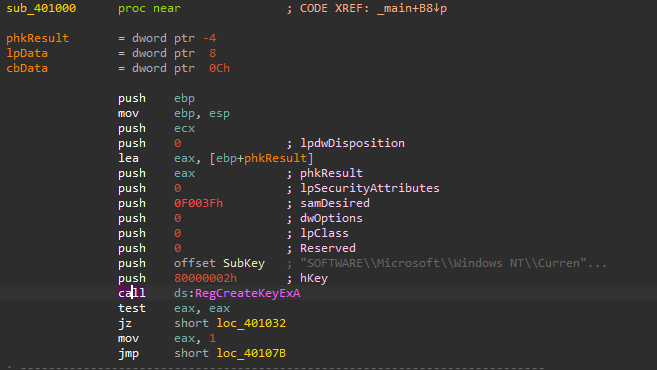 sub_401000 proc near ; CODE XREF: _main+B8↓p
phkResult = dword ptr -4
lpData = dword ptr 8
cbData = dword ptr 0Ch
push ebp
mov ebp, esp
push ecx
push 0 ; lpdwDisposition
lea eax, [ebp+phkResult]
push eax ; phkResult
push 0 ; lpSecurityAttributes
push 0F003Fh ; samDesired
push 0 ; dwOptions
push 0 ; lpClass
push 0 ; Reserved
push offset SubKey ; "SOFTWARE\\Microsoft\\Windows NT\\Curren"...
push 80000002h ; hKey
call ds:RegCreateKeyExA
test eax, eax
jz short loc_401032
mov eax, 1
jmp short loc_40107B